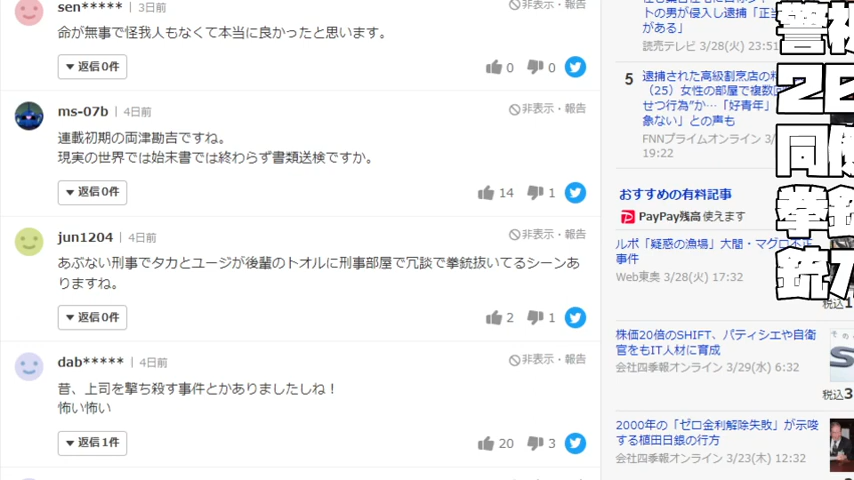 sen***** | 3日前
非表示・報告
命が無事で怪我人もなくて本当に良かったと思います。
返信0件
0
0
ms-07b | 4日前
非表示・報告
連載初期の両津勘吉ですね。
現実の世界では始末書では終わらず書類送検ですか。
返信0件
14
1
jun1204 | 4日前
非表示・報告
あぶない刑事でタカとユージが後輩のトオルに刑事部屋で冗談で拳銃抜いてるシーンあ
りますね。
返信0件
2
1
dab***** | 4日前
非表示・報告
昔、上司を撃ち殺す事件とかありましたしね！
怖い怖い
返信1件
20
3
トの男が侵入し逮捕「正当
がある」
読売テレビ 3/28(火) 23:51
5
逮捕された高級割烹店の料
（25）女性の部屋で複数回
せつ行為”か…「好青年」
象ない」との声も
FNNプライムオンライン 3/
19:22
おすすめの有料記事
PayPay残高 使えます
ルポ「疑惑の漁場」大間・マグロ不正
事件
Web東奥 3/28(火) 17:32
税込1
株価20倍のSHIFT、パティシエや自衛
官をもIT人材に育成
会社四季報オンライン 3/29(水) 6:32
税込3
2000年の「ゼロ金利解除失敗」が示唆
する植田日銀の行方
会社四季報オンライン 3/23(木) 12:32
警
同
拳
銃